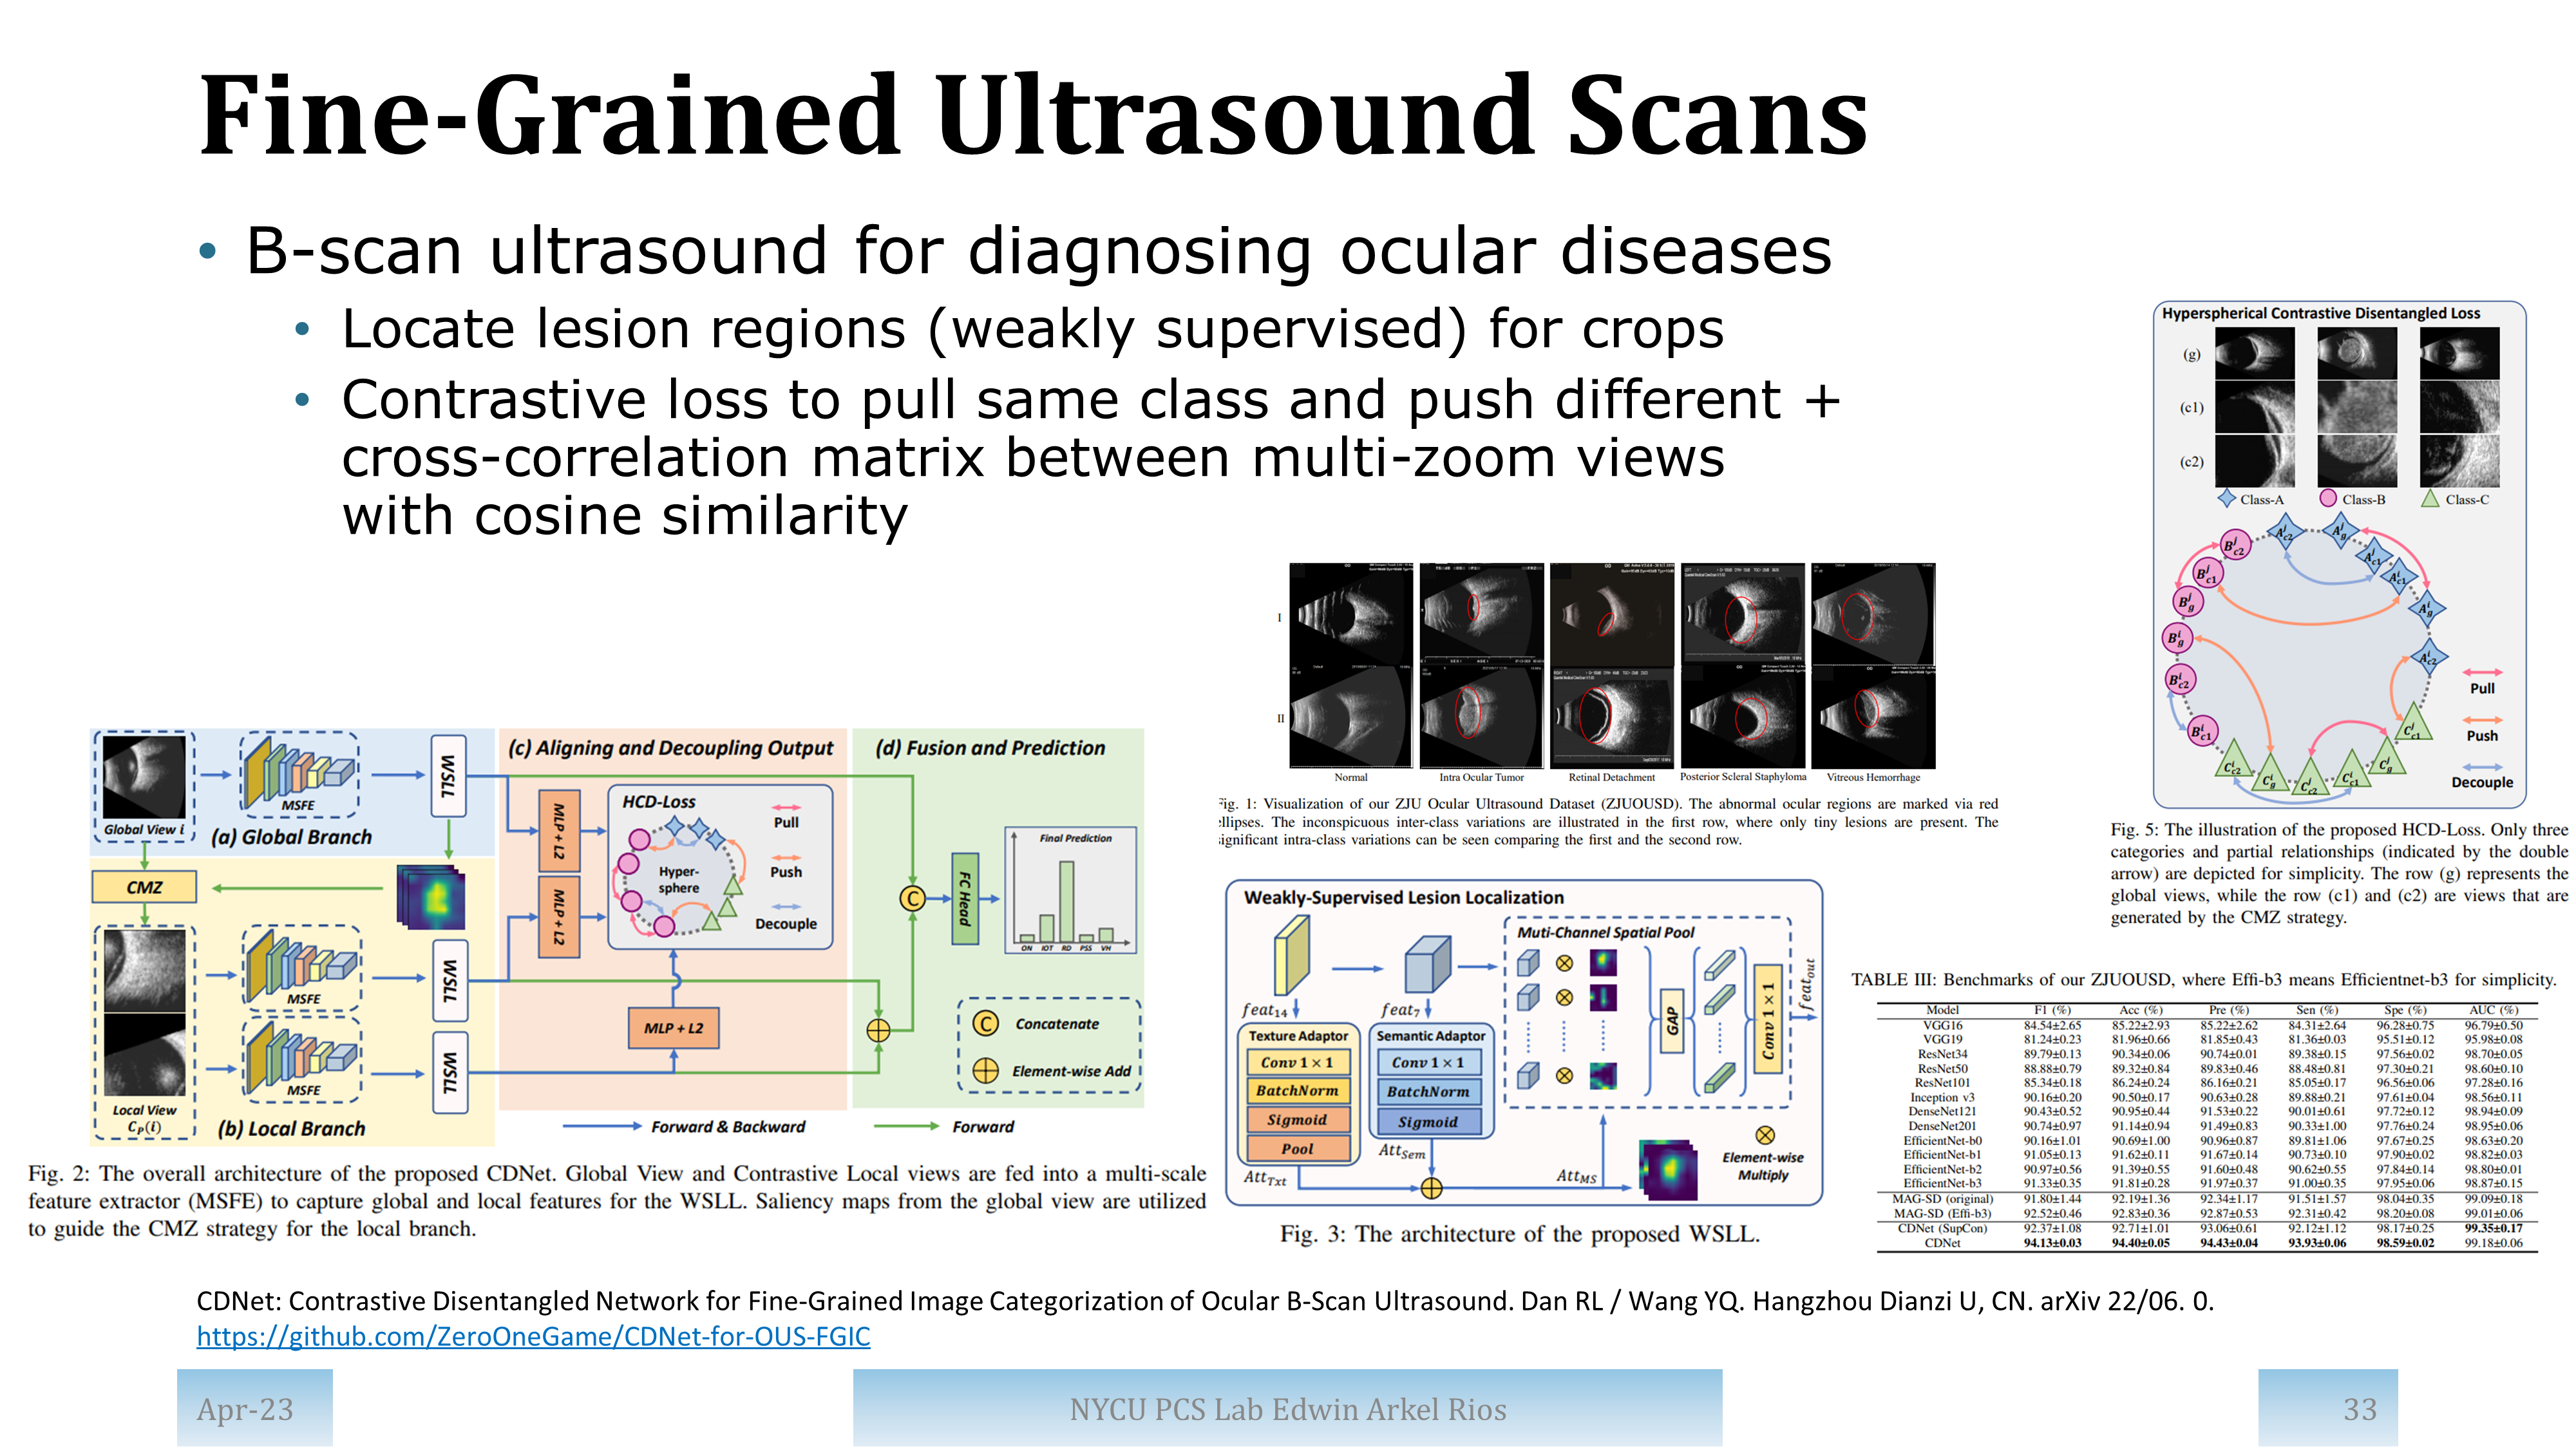 Fine-Grained Ultrasound Scans
• B-scan ultrasound for diagnosing ocular diseases
• Locate lesion regions (weakly supervised) for crops
• Contrastive loss to pull same class and push different +
cross-correlation matrix between multi-zoom views
with cosine similarity
Global View i
MSFE
WSLL
(a) Global Branch
CMZ
Local View
C_P(i)
MSFE
WSLL
MSFE
WSLL
(b) Local Branch
(c) Aligning and Decoupling Output
MLP + L2
MLP + L2
MLP + L2
HCD-Loss
Hyper-
sphere
Pull
Push
Decouple
(d) Fusion and Prediction
C
FC Head
Final Prediction
ON IOT RD PSS VH
C Concatenate
Element-wise Add
Forward & Backward
Forward
Fig. 2: The overall architecture of the proposed CDNet. Global View and Contrastive Local views are fed into a multi-scale
feature extractor (MSFE) to capture global and local features for the WSLL. Saliency maps from the global view are utilized
to guide the CMZ strategy for the local branch.
I
II
Normal Intra Ocular Tumor Retinal Detachment Posterior Scleral Staphyloma Vitreous Hemorrhage
Fig. 1: Visualization of our ZJU Ocular Ultrasound Dataset (ZJUOUSD). The abnormal ocular regions are marked via red
ellipses. The inconspicuous inter-class variations are illustrated in the first row, where only tiny lesions are present. The
significant intra-class variations can be seen comparing the first and the second row.
Weakly-Supervised Lesion Localization
feat14
feat7
Texture Adaptor
Conv 1 × 1
BatchNorm
Sigmoid
Pool
AttTxt
Semantic Adaptor
Conv 1 × 1
BatchNorm
Sigmoid
AttSem
Muti-Channel Spatial Pool
GAP
Conv 1 × 1
featout
AttMS
Element-wise
Multiply
Fig. 3: The architecture of the proposed WSLL.
Hyperspherical Contrastive Disentangled Loss
(g)
(c1)
(c2)
Class-A Class-B Class-C
Pull
Push
Decouple
Fig. 5: The illustration of the proposed HCD-Loss. Only three
categories and partial relationships (indicated by the double
arrow) are depicted for simplicity. The row (g) represents the
global views, while the row (c1) and (c2) are views that are
generated by the CMZ strategy.
TABLE III: Benchmarks of our ZJUOUSD, where Effi-b3 means Efficientnet-b3 for simplicity.
Model F1 (%) Acc (%) Pre (%) Sen (%) Spe (%) AUC (%)
VGG16 84.54±2.65 85.22±2.93 85.22±2.62 84.31±2.64 96.28±0.75 96.79±0.50
VGG19 81.24±0.23 81.96±0.66 81.85±0.43 81.36±0.03 95.51±0.12 95.98±0.08
ResNet34 89.79±0.13 90.34±0.06 90.74±0.01 89.38±0.15 97.56±0.02 98.70±0.05
ResNet50 88.88±0.79 89.32±0.84 89.83±0.46 88.48±0.81 97.30±0.21 98.60±0.10
ResNet101 85.34±0.18 86.24±0.24 86.16±0.21 85.05±0.17 96.56±0.06 97.28±0.16
Inception v3 90.16±0.20 90.50±0.17 90.63±0.28 89.88±0.21 97.61±0.04 98.56±0.11
DenseNet121 90.43±0.52 90.95±0.44 91.53±0.22 90.01±0.61 97.72±0.12 98.94±0.09
DenseNet201 90.74±0.97 91.14±0.94 91.49±0.83 90.33±1.00 97.76±0.24 98.95±0.06
EfficientNet-b0 90.16±1.01 90.69±1.00 90.96±0.87 89.81±1.06 97.67±0.25 98.63±0.20
EfficientNet-b1 91.05±0.13 91.62±0.11 91.67±0.14 90.73±0.10 97.90±0.02 98.82±0.03
EfficientNet-b2 90.97±0.56 91.39±0.55 91.60±0.48 90.62±0.55 97.84±0.14 98.80±0.01
EfficientNet-b3 91.33±0.35 91.81±0.28 91.97±0.37 91.00±0.35 97.95±0.06 98.87±0.15
MAG-SD (original) 91.80±1.44 92.19±1.36 92.34±1.17 91.51±1.57 98.04±0.35 99.09±0.18
MAG-SD (Effi-b3) 92.52±0.46 92.83±0.36 92.87±0.53 92.31±0.42 98.20±0.08 99.01±0.06
CDNet (SupCon) 92.37±1.08 92.71±1.01 93.06±0.61 92.12±1.12 98.17±0.25 99.35±0.17
CDNet 94.13±0.03 94.40±0.05 94.43±0.04 93.93±0.06 98.59±0.02 99.18±0.06
CDNet: Contrastive Disentangled Network for Fine-Grained Image Categorization of Ocular B-Scan Ultrasound. Dan RL / Wang YQ. Hangzhou Dianzi U, CN. arXiv 22/06. 0.
https://github.com/ZeroOneGame/CDNet-for-OUS-FGIC
Apr-23
NYCU PCS Lab Edwin Arkel Rios
33